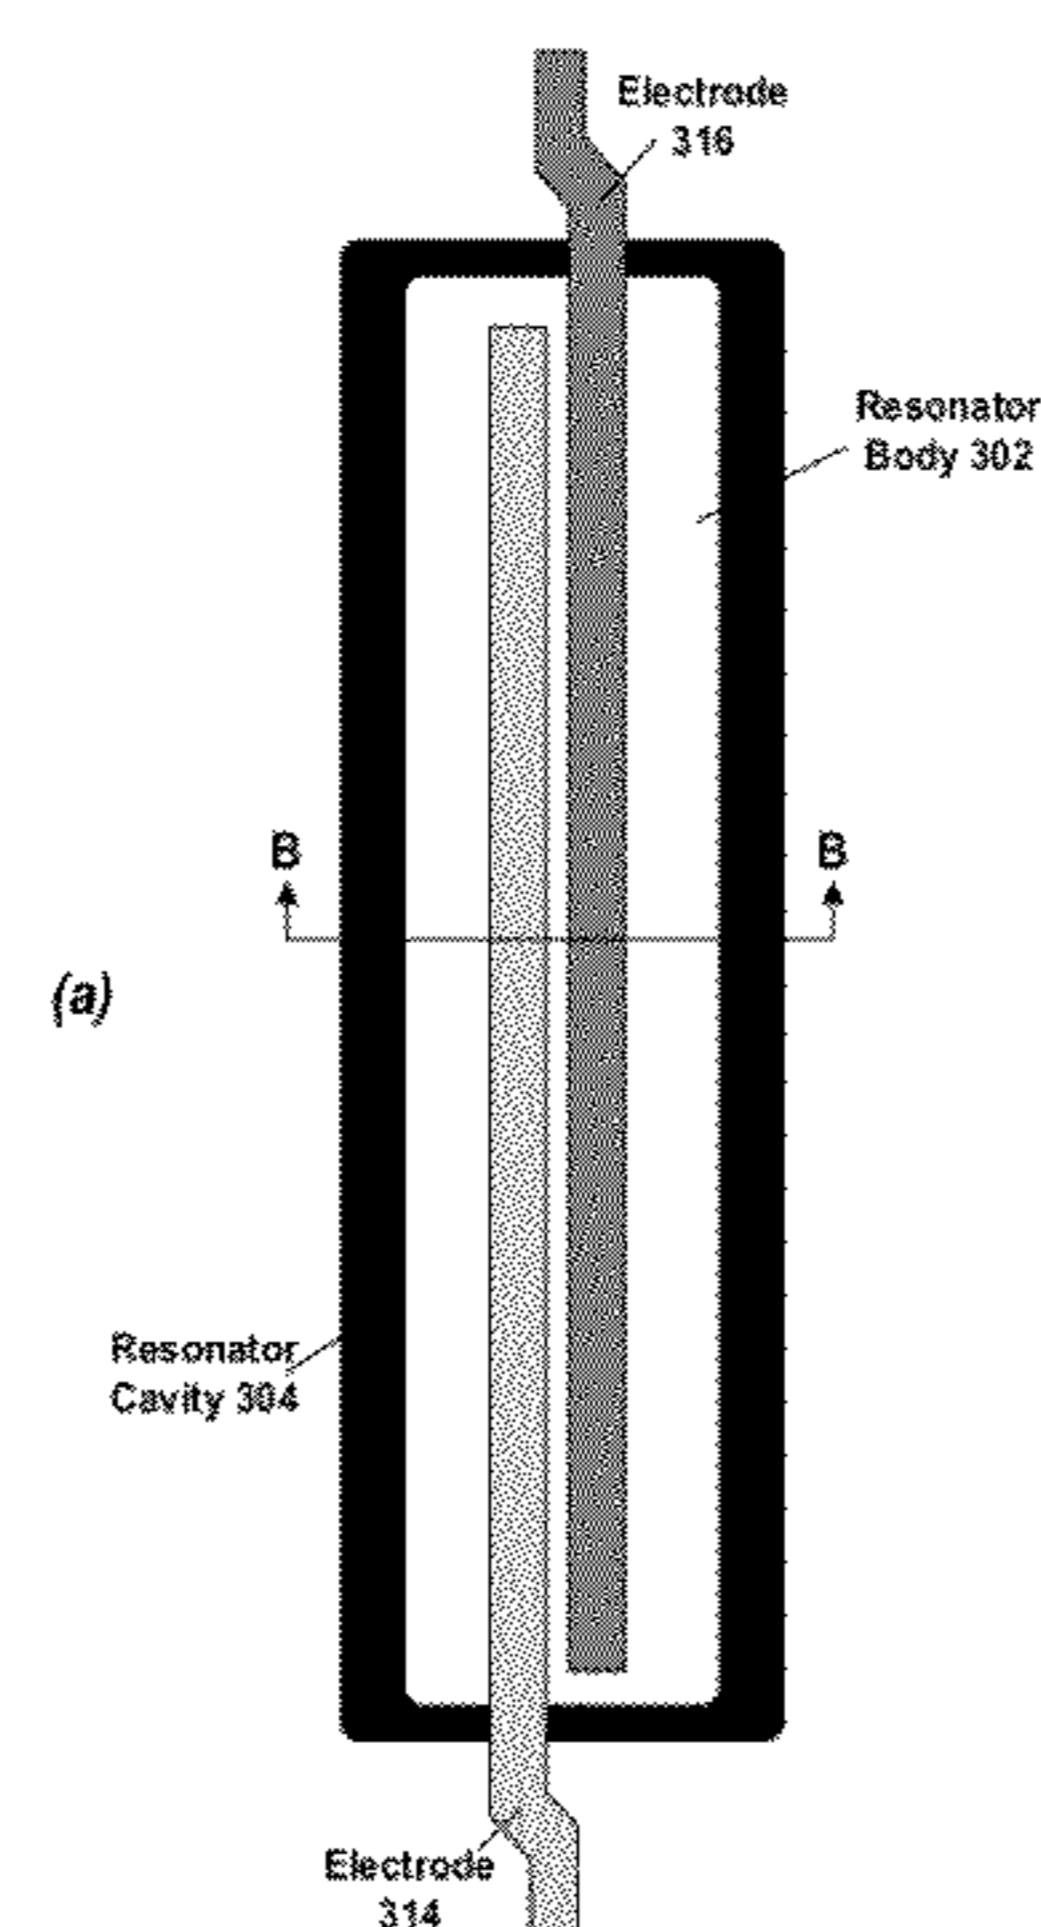 Electrode
316
Resonator
Body 302
B
B
(a)
Resonator
Cavity 304
Electrode
314